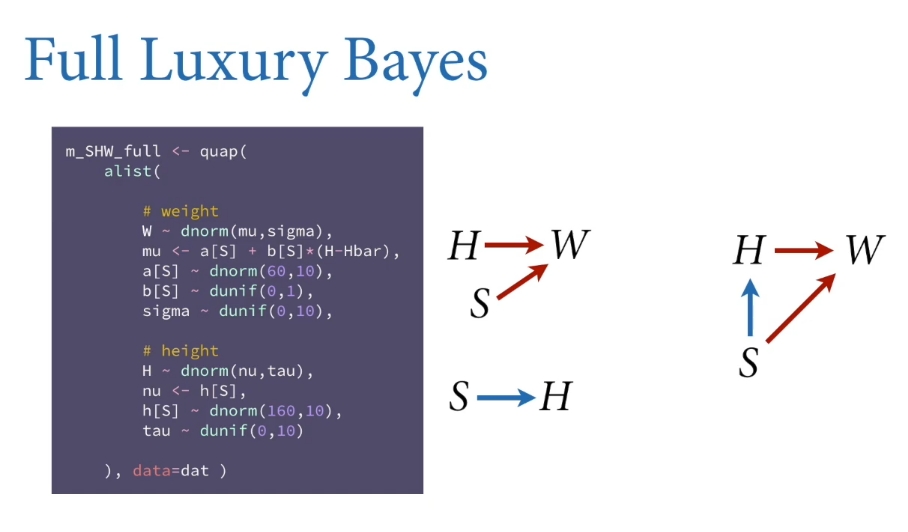 Full Luxury Bayes
m_SHW_full <- quap(
alist(
# weight
W ~ dnorm(mu,sigma),
mu <- a[S] + b[S]*(H-Hbar),
a[S] ~ dnorm(60,10),
b[S] ~ dunif(0,1),
sigma ~ dunif(0,10),
# height
H ~ dnorm(nu,tau),
nu <- h[S],
h[S] ~ dnorm(160,10),
tau ~ dunif(0,10)
), data=dat )
H W
S
S H
H W
S